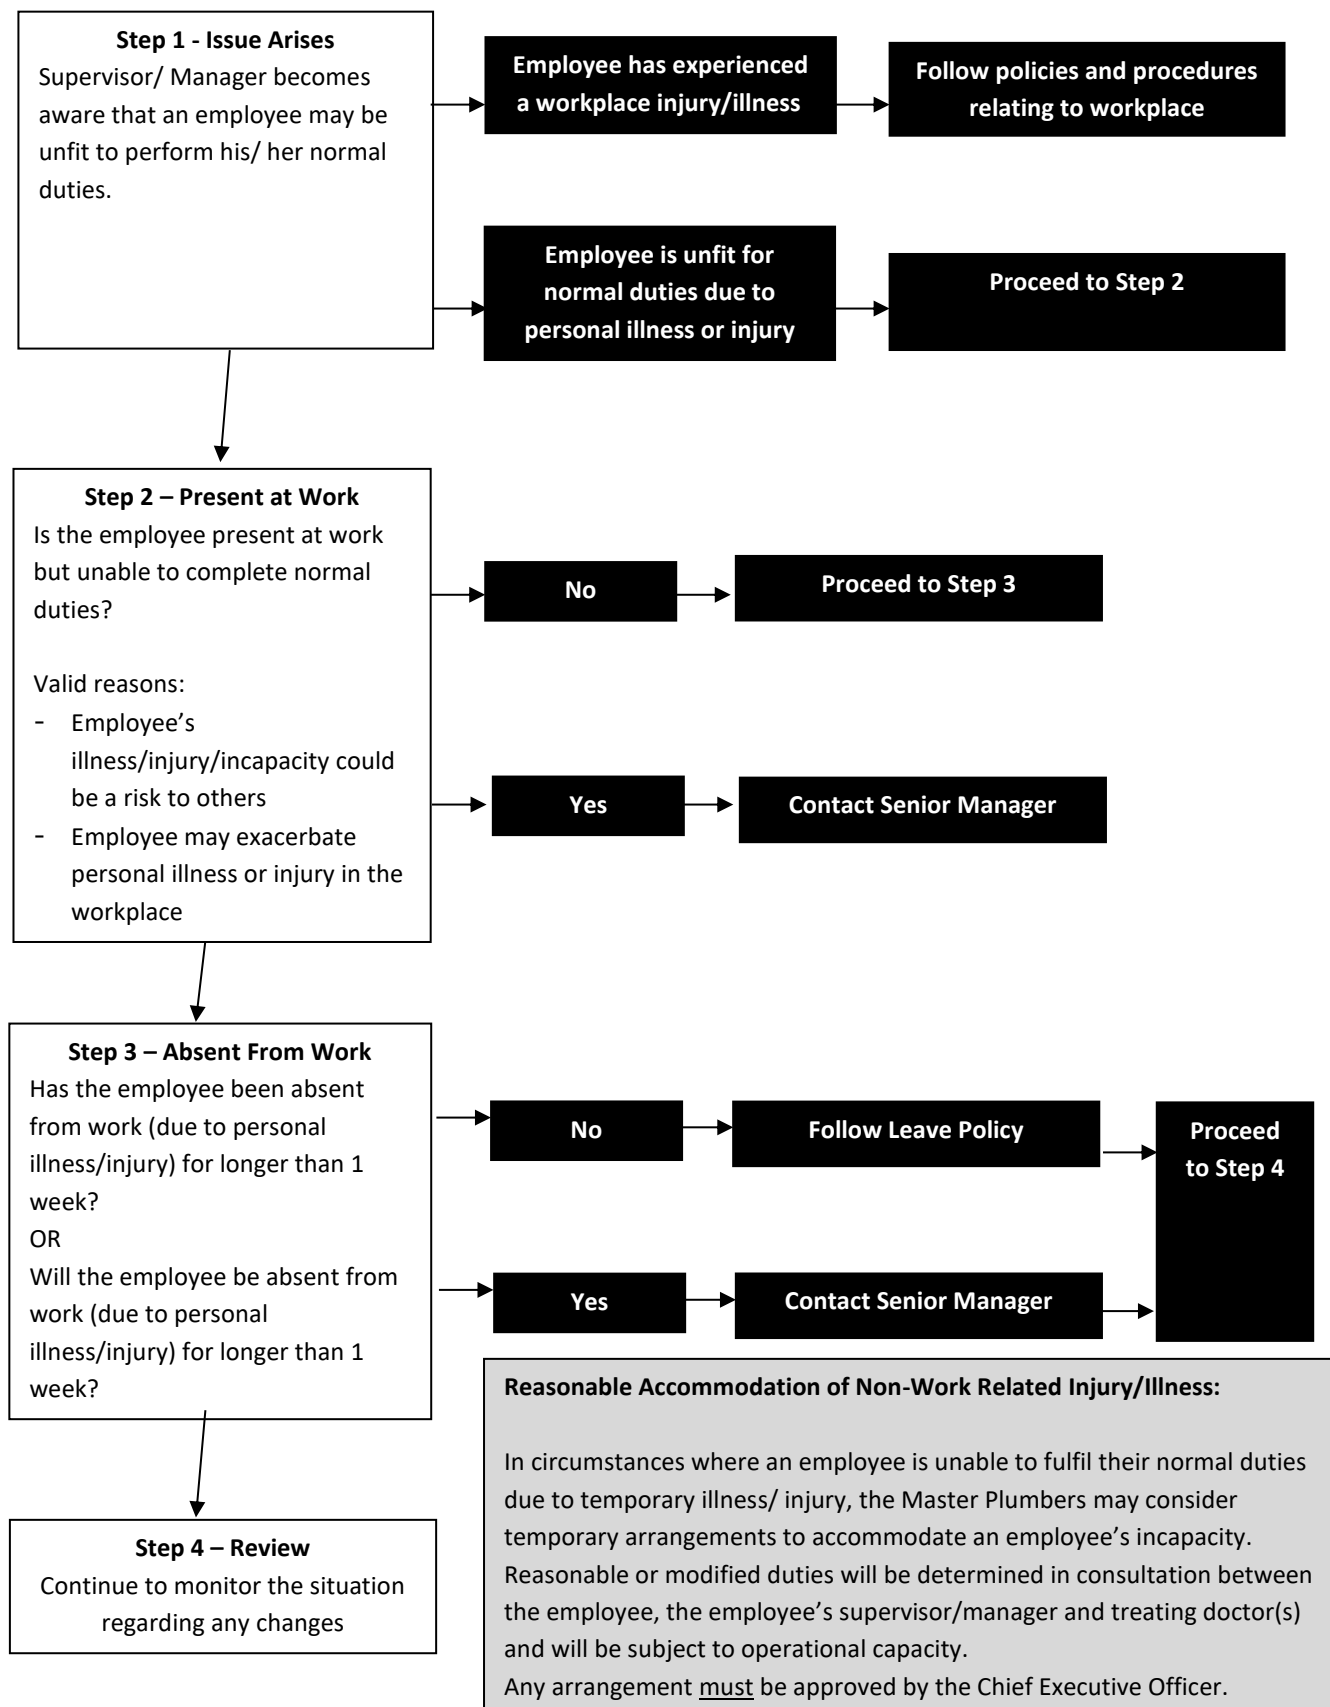 Step 1 - Issue Arises
Supervisor/ Manager becomes
aware that an employee may be
unfit to perform his/ her normal
duties.
Employee has experienced
a workplace injury/illness
Follow policies and procedures
relating to workplace
Employee is unfit for
normal duties due to
personal illness or injury
Proceed to Step 2
Step 2 – Present at Work
Is the employee present at work
but unable to complete normal
duties?
Valid reasons:
- Employee’s
illness/injury/incapacity could
be a risk to others
- Employee may exacerbate
personal illness or injury in the
workplace
No
Proceed to Step 3
Yes
Contact Senior Manager
Step 3 – Absent From Work
Has the employee been absent
from work (due to personal
illness/injury) for longer than 1
week?
OR
Will the employee be absent from
work (due to personal
illness/injury) for longer than 1
week?
No
Follow Leave Policy
Yes
Contact Senior Manager
Proceed
to Step 4
Step 4 – Review
Continue to monitor the situation
regarding any changes
Reasonable Accommodation of Non-Work Related Injury/Illness:
In circumstances where an employee is unable to fulfil their normal duties
due to temporary illness/ injury, the Master Plumbers may consider
temporary arrangements to accommodate an employee’s incapacity.
Reasonable or modified duties will be determined in consultation between
the employee, the employee’s supervisor/manager and treating doctor(s)
and will be subject to operational capacity.
Any arrangement must be approved by the Chief Executive Officer.